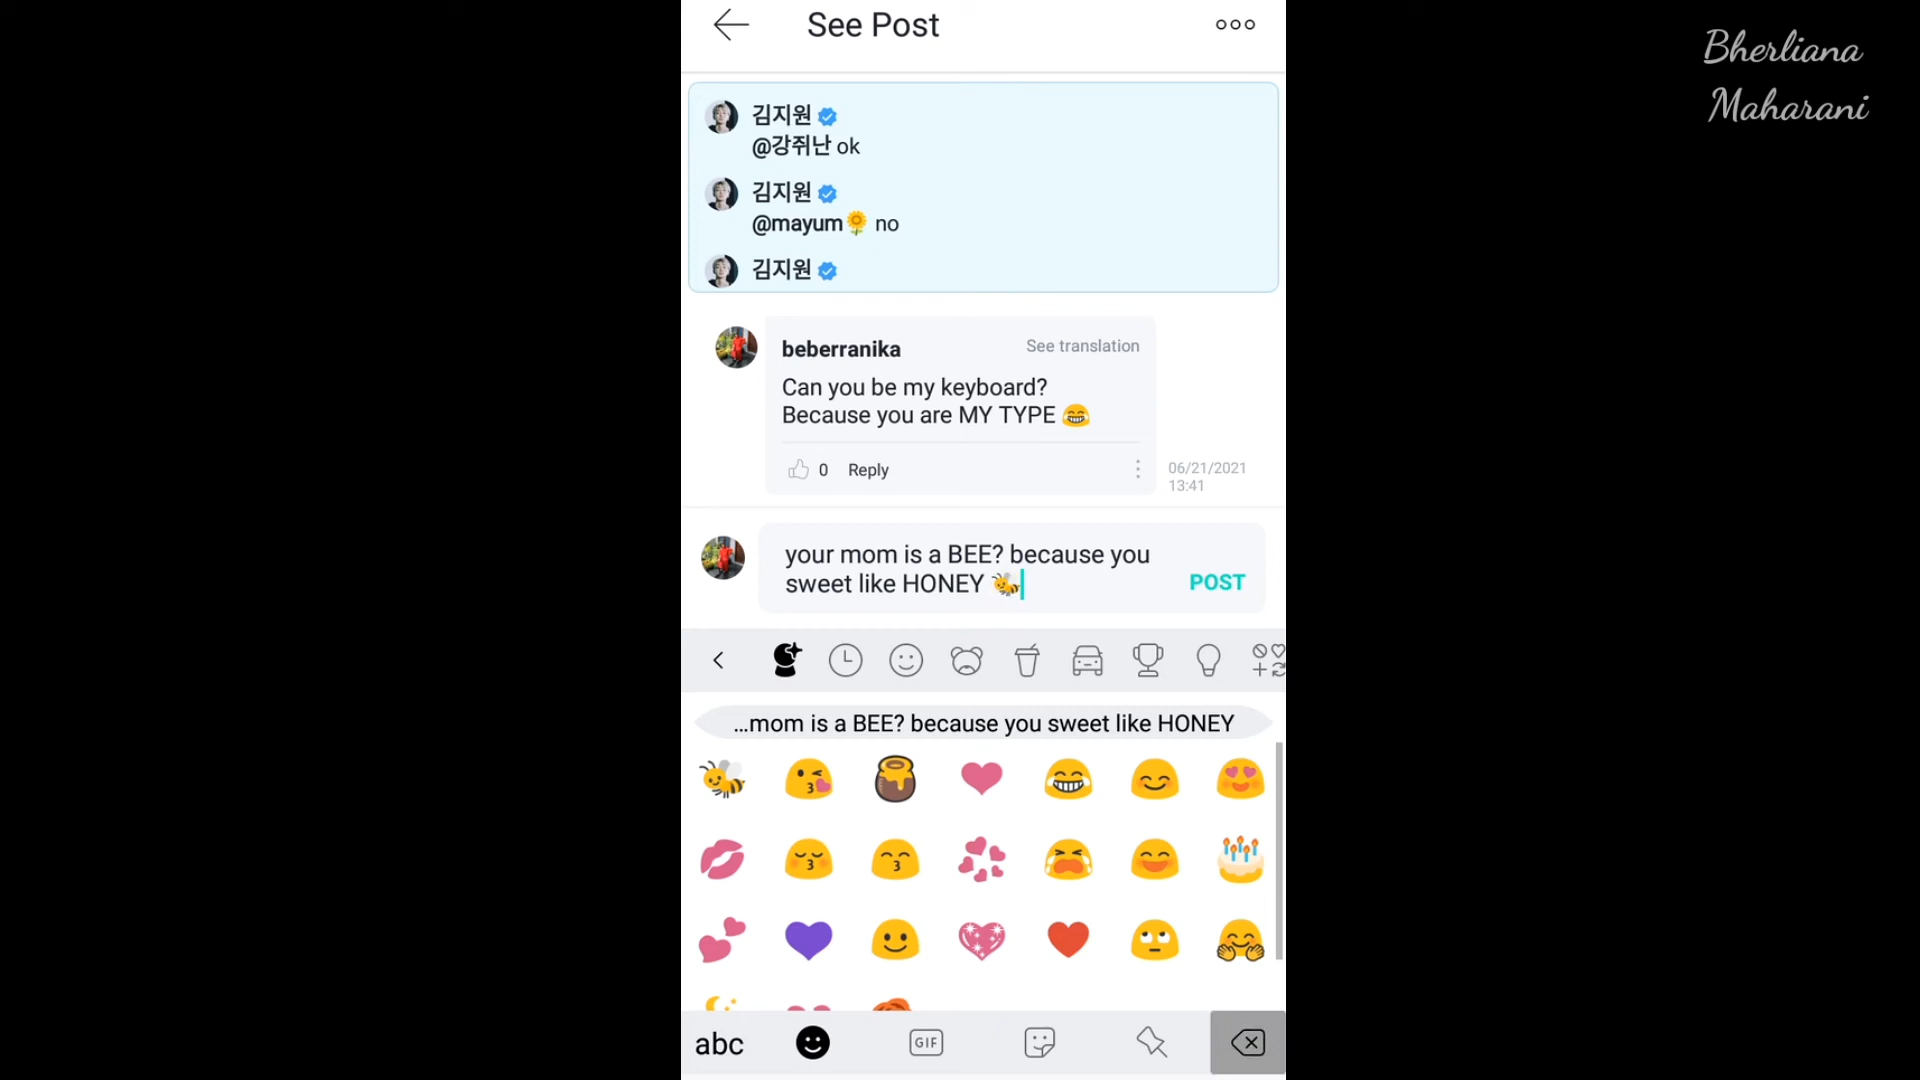 See Post
Bherliana
Maharani
김지원
@강쥐난 ok
김지원
@mayum🌻 no
김지원
beberranika
See translation
Can you be my keyboard?
Because you are MY TYPE 😂
0 Reply
06/21/2021
13:41
your mom is a BEE? because you
sweet like HONEY 🐝
POST
...mom is a BEE? because you sweet like HONEY
abc
GIF